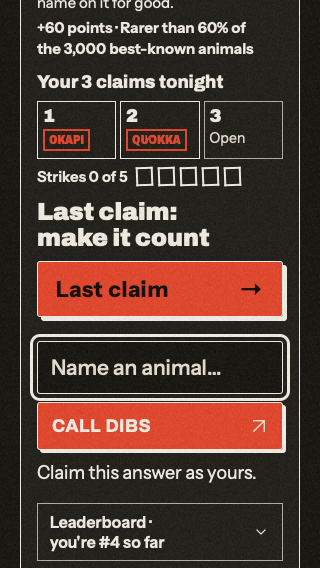 name on it for good.
+60 points · Rarer than 60% of
the 3,000 best-known animals
Your 3 claims tonight
1
OKAPI
2
QUOKKA
3
Open
Strikes 0 of 5
Last claim:
make it count
Last claim →
Name an animal...
CALL DIBS
Claim this answer as yours.
Leaderboard ·
you're #4 so far